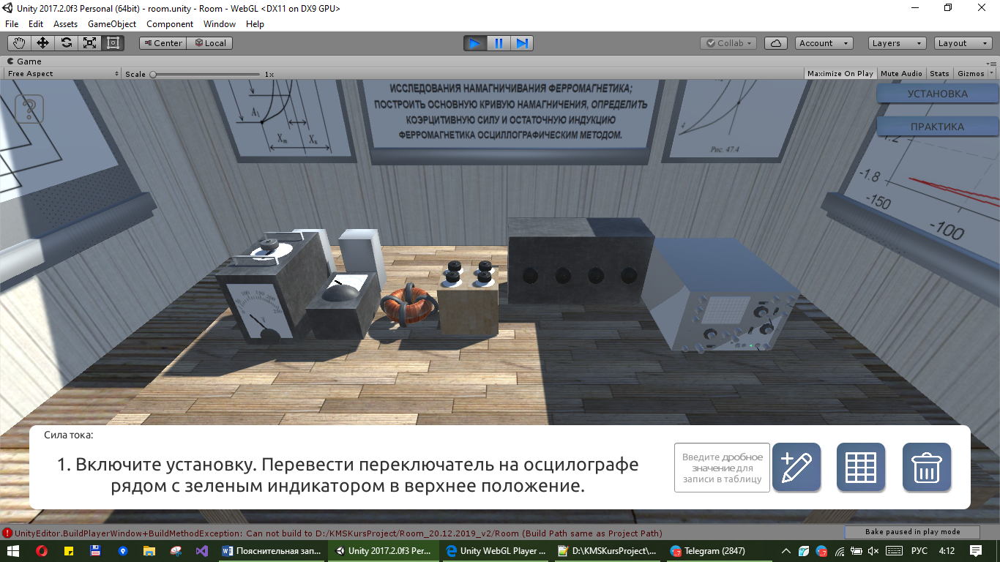 Unity 2017.2.0f3 Personal (64bit) - room.unity - Room - WebGL <DX11 on DX9 GPU>
File Edit Assets GameObject Component Window Help
Center Local Collab Account Layers Layout
Game
Free Aspect Scale 1x Maximize On Play Mute Audio Stats Gizmos
?
A₁
Xm Xк
ИССЛЕДОВАНИЯ НАМАГНИЧИВАНИЯ ФЕРРОМАГНЕТИКА;
ПОСТРОИТЬ ОСНОВНУЮ КРИВУЮ НАМАГНИЧЕНИЯ, ОПРЕДЕЛИТЬ
КОЭРЦИТИВНУЮ СИЛУ И ОСТАТОЧНУЮ ИНДУКЦИЮ
ФЕРРОМАГНЕТИКА ОСЦИЛЛОГРАФИЧЕСКИМ МЕТОДОМ.
Рис. 47.4
УСТАНОВКА
ПРАКТИКА
-1.2
-1.8
-150
-100
Сила тока:
1. Включите установку. Перевести переключатель на осцилографе
рядом с зеленым индикатором в верхнее положение.
Введите дробное
значение для
записи в таблицу
UnityEditor.BuildPlayerWindow+BuildMethodException: Can not build to D:/KMSKursProject/Room_20.12.2019_v2/Room (Build Path same as Project Path)
Bake paused in play mode
Пояснительная зап... Unity 2017.2.0f3 Per... Unity WebGL Player ... D:\KMSKursProject\... Telegram (2847) РУС 4:12